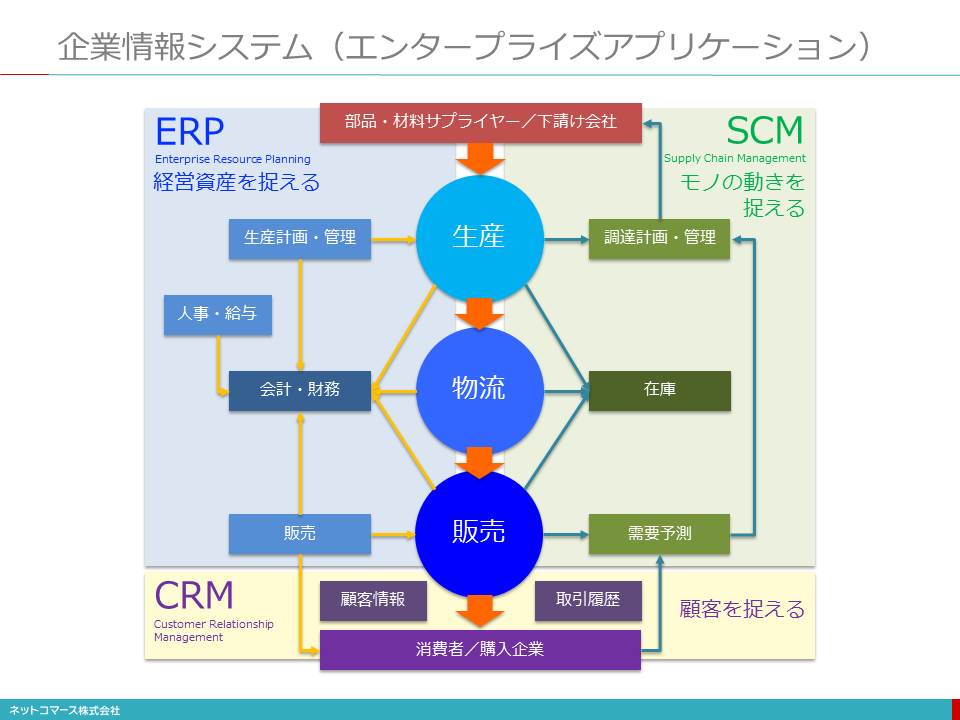 企業情報システム（エンタープライズアプリケーション）
部品・材料サプライヤー／下請け会社
ERP
Enterprise Resource Planning
経営資産を捉える
SCM
Supply Chain Management
モノの動きを
捉える
生産計画・管理
生産
調達計画・管理
人事・給与
会計・財務
物流
在庫
販売
販売
需要予測
CRM
Customer Relationship
Management
顧客情報
取引履歴
顧客を捉える
消費者／購入企業
ネットコマース株式会社